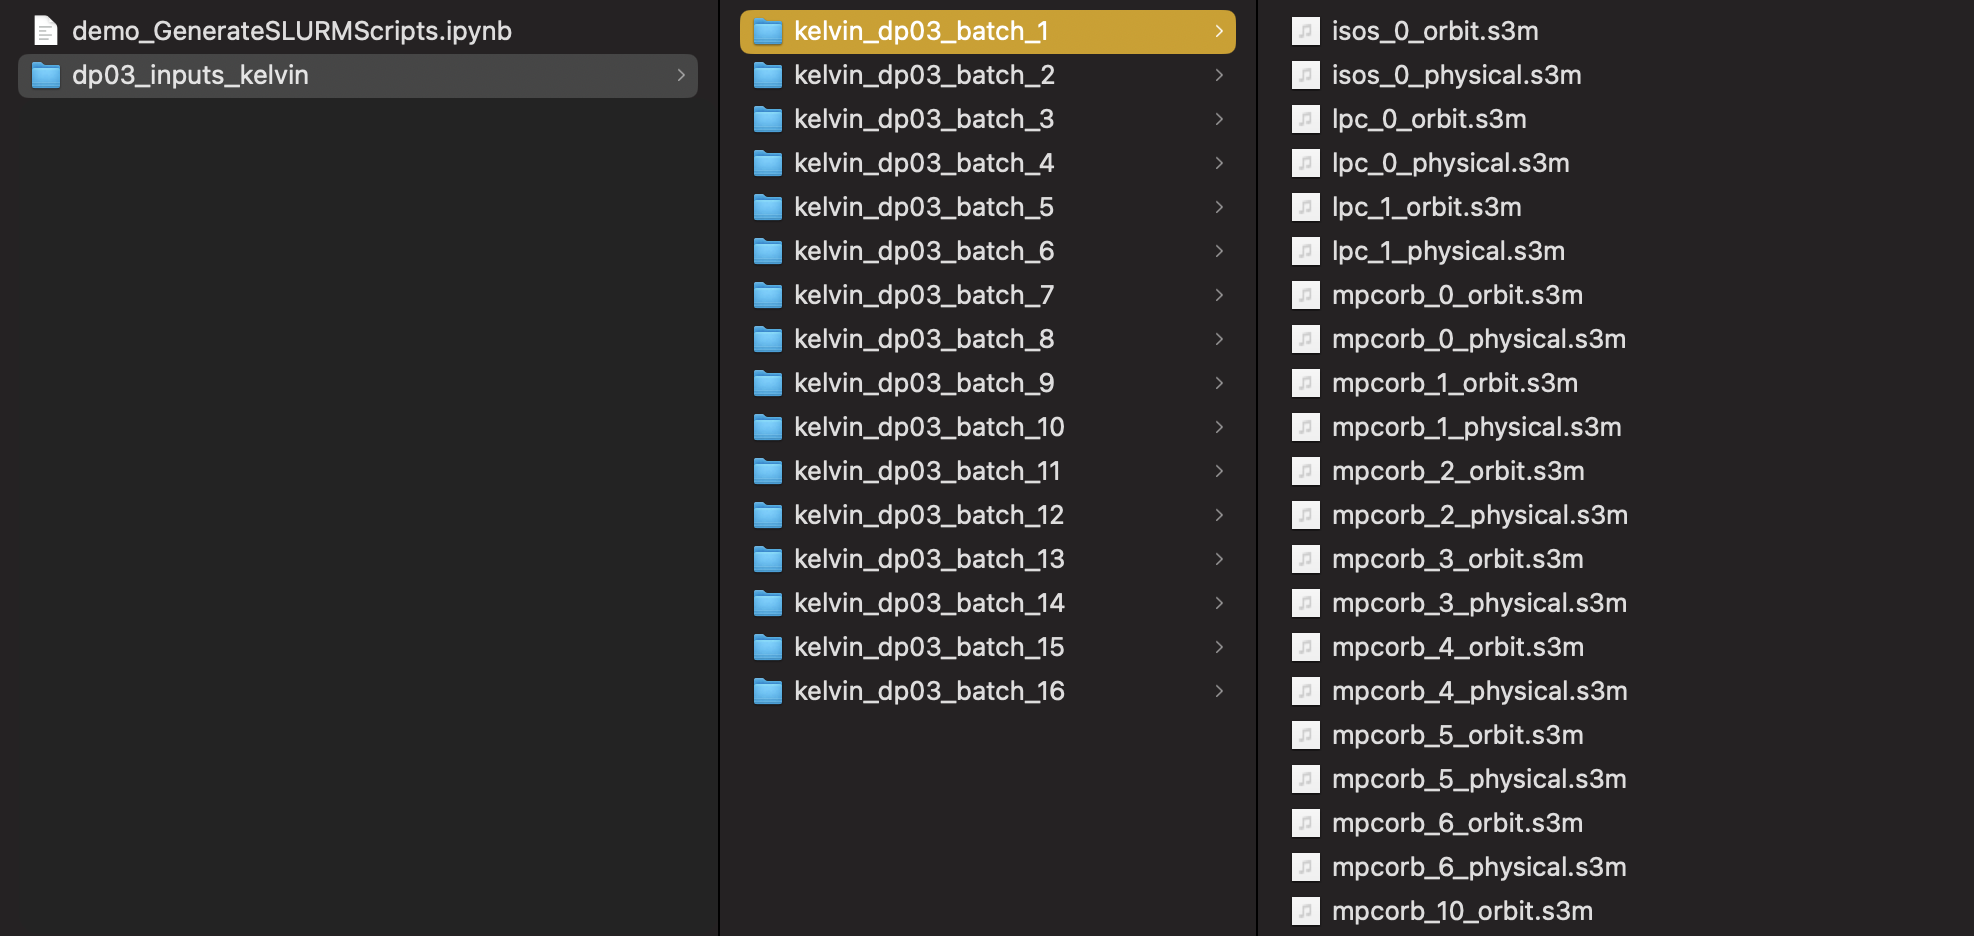 demo_GenerateSLURMScripts.ipynb
dp03_inputs_kelvin
kelvin_dp03_batch_1
kelvin_dp03_batch_2
kelvin_dp03_batch_3
kelvin_dp03_batch_4
kelvin_dp03_batch_5
kelvin_dp03_batch_6
kelvin_dp03_batch_7
kelvin_dp03_batch_8
kelvin_dp03_batch_9
kelvin_dp03_batch_10
kelvin_dp03_batch_11
kelvin_dp03_batch_12
kelvin_dp03_batch_13
kelvin_dp03_batch_14
kelvin_dp03_batch_15
kelvin_dp03_batch_16
isos_0_orbit.s3m
isos_0_physical.s3m
lpc_0_orbit.s3m
lpc_0_physical.s3m
lpc_1_orbit.s3m
lpc_1_physical.s3m
mpcorb_0_orbit.s3m
mpcorb_0_physical.s3m
mpcorb_1_orbit.s3m
mpcorb_1_physical.s3m
mpcorb_2_orbit.s3m
mpcorb_2_physical.s3m
mpcorb_3_orbit.s3m
mpcorb_3_physical.s3m
mpcorb_4_orbit.s3m
mpcorb_4_physical.s3m
mpcorb_5_orbit.s3m
mpcorb_5_physical.s3m
mpcorb_6_orbit.s3m
mpcorb_6_physical.s3m
mpcorb_10_orbit.s3m